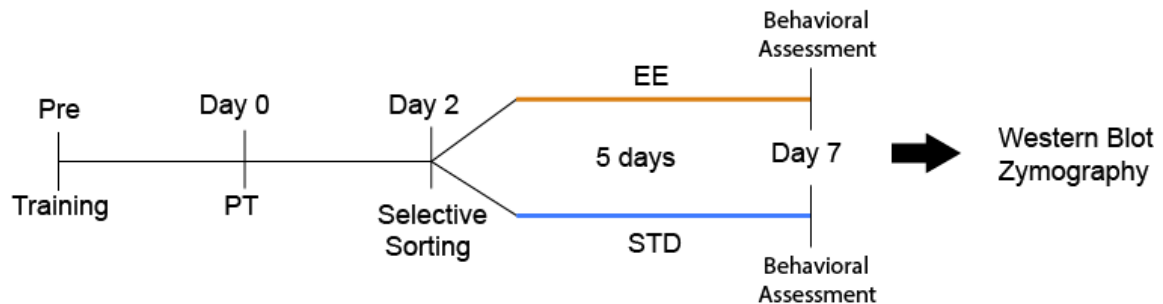 Pre
Training
Day 0
PT
Day 2
Selective
Sorting
EE
5 days
STD
Behavioral
Assessment
Day 7
Behavioral
Assessment
Western Blot
Zymography